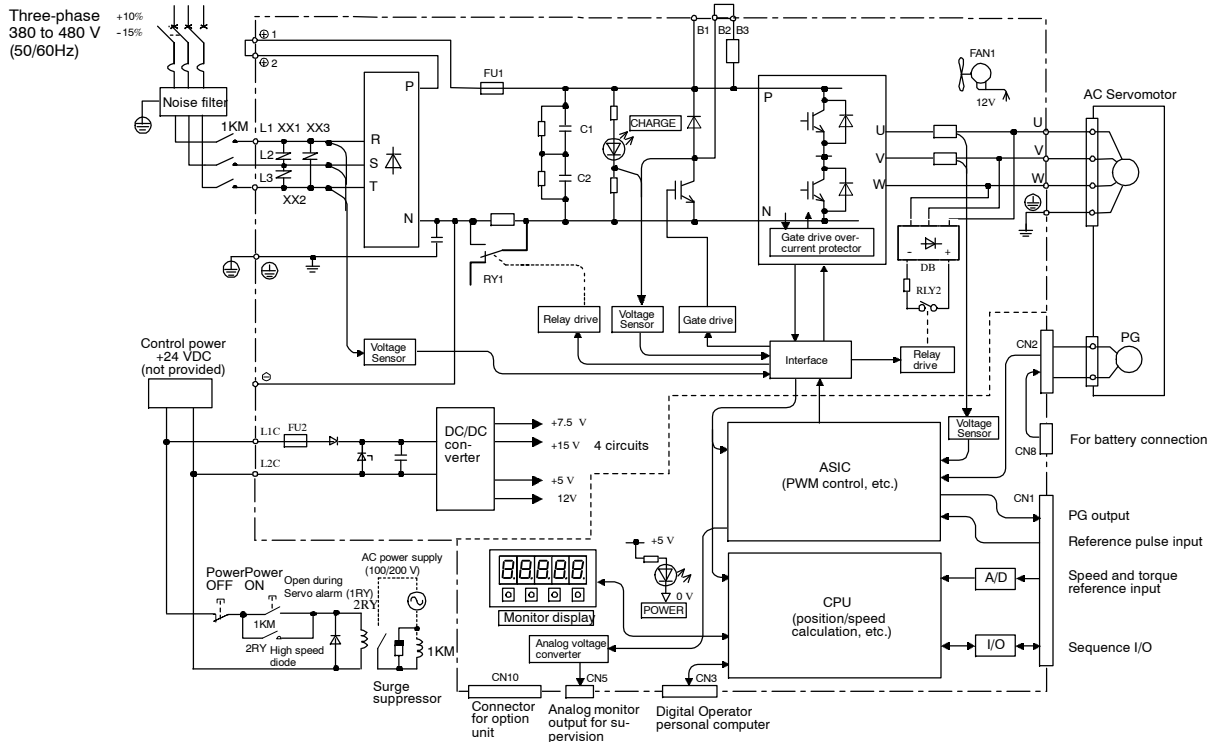 Three-phase
380 to 480 V
(50/60Hz)
+10%
-15%
Noise filter
1KM
L1 XX1 XX3
L2
L3
XX2
⊕ 1
⊕ 2
P
R
S
T
N
FU1
C1
C2
CHARGE
B1 B2 B3
RY1
P
N
U
V
W
Gate drive over-
current protector
FAN1
12V
AC Servomotor
U
V
W
- +
DB
RLY2
Relay drive
Voltage
Sensor
Gate drive
Voltage
Sensor
Interface
Relay
drive
CN2
PG
Control power
+24 VDC
(not provided)
⊖
L1C
FU2
L2C
DC/DC
con-
verter
+7.5 V
+15 V
4 circuits
+5 V
12V
Voltage
Sensor
CN8
For battery connection
ASIC
(PWM control, etc.)
CN1
PG output
Reference pulse input
A/D
Speed and torque
reference input
CPU
(position/speed
calculation, etc.)
I/O
Sequence I/O
8.8.8.8.8.
Monitor display
+5 V
0 V
POWER
Analog voltage
converter
Power
OFF
Power
ON
Open during
Servo alarm (1RY)
2RY
1KM
2RY
High speed
diode
AC power supply
(100/200 V)
1KM
Surge
suppressor
CN10
Connector
for option
unit
CN5
Analog monitor
output for su-
pervision
CN3
Digital Operator
personal computer